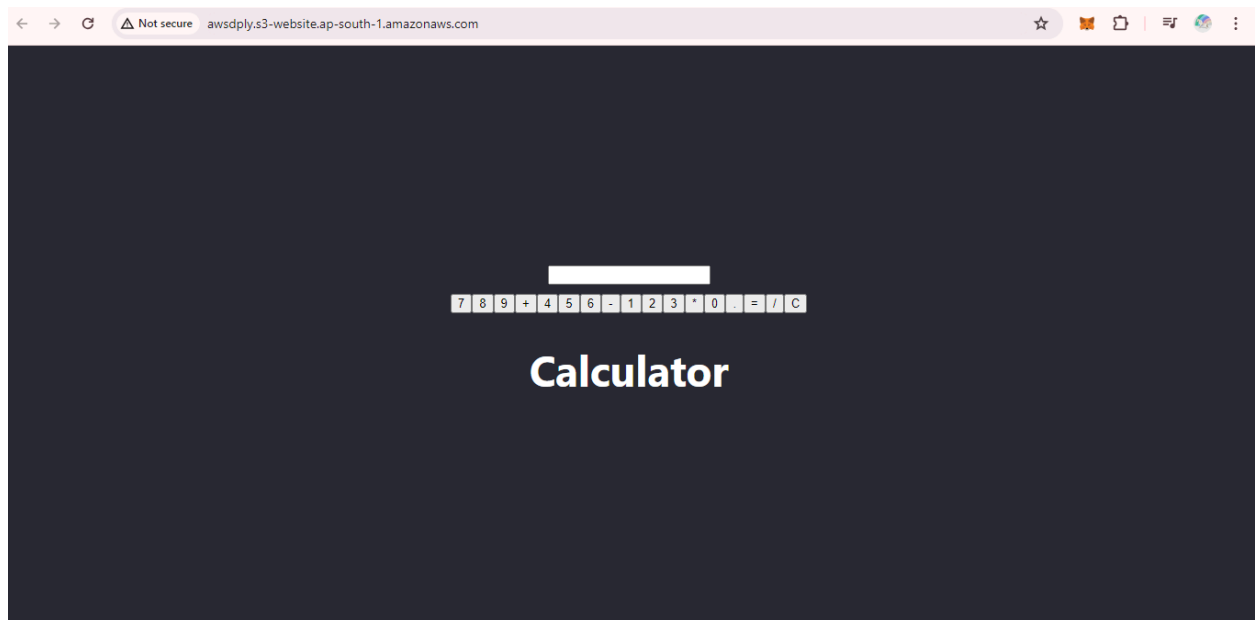 Not secure awsdply.s3-website.ap-south-1.amazonaws.com
7 8 9 + 4 5 6 - 1 2 3 * 0 . = / C
Calculator